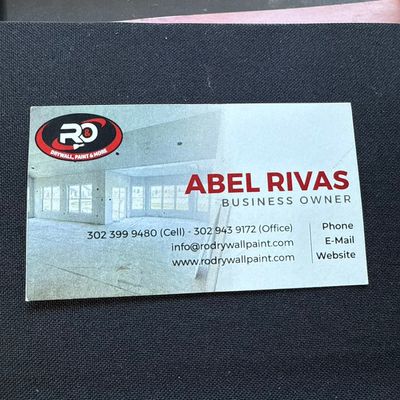 R&O
DRYWALL, PAINT & MORE
ABEL RIVAS
BUSINESS OWNER
302 399 9480 (Cell) - 302 943 9172 (Office) Phone
info@rodrywallpaint.com E-Mail
www.rodrywallpaint.com Website